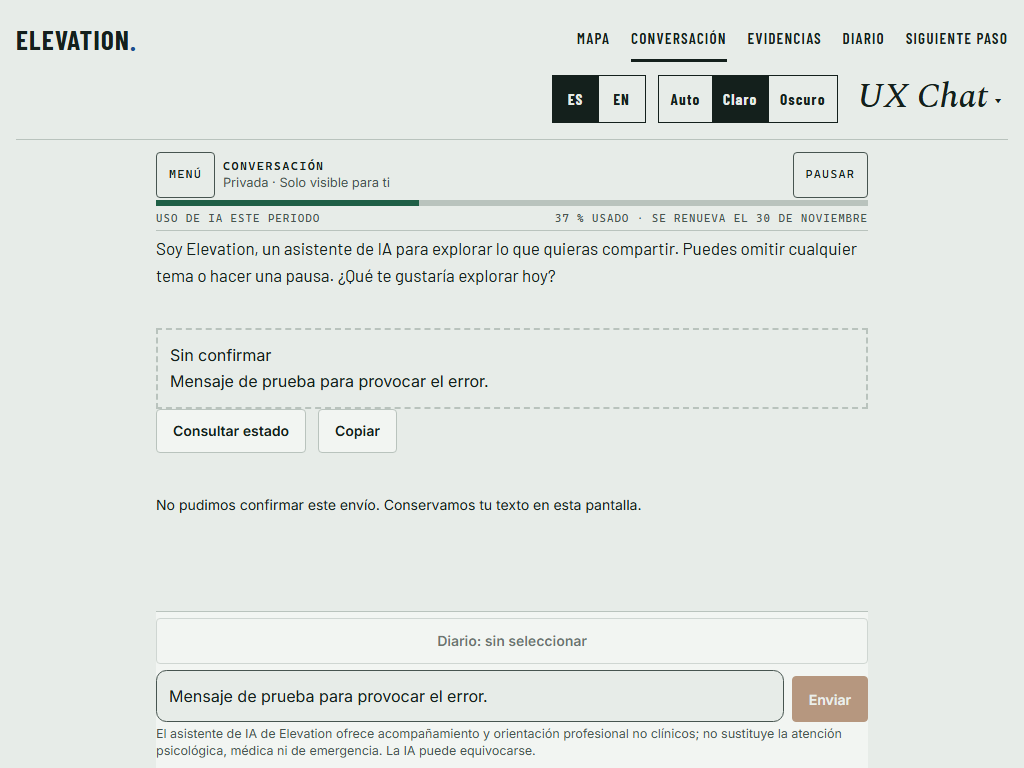 ELEVATION.
MAPA CONVERSACIÓN EVIDENCIAS DIARIO SIGUIENTE PASO
ES EN Auto Claro Oscuro UX Chat
MENÚ
CONVERSACIÓN
Privada · Solo visible para ti
PAUSAR
USO DE IA ESTE PERIODO 37 % USADO · SE RENUEVA EL 30 DE NOVIEMBRE
Soy Elevation, un asistente de IA para explorar lo que quieras compartir. Puedes omitir cualquier
tema o hacer una pausa. ¿Qué te gustaría explorar hoy?
Sin confirmar
Mensaje de prueba para provocar el error.
Consultar estado Copiar
No pudimos confirmar este envío. Conservamos tu texto en esta pantalla.
Diario: sin seleccionar
Mensaje de prueba para provocar el error. Enviar
El asistente de IA de Elevation ofrece acompañamiento y orientación profesional no clínicos; no sustituye la atención
psicológica, médica ni de emergencia. La IA puede equivocarse.